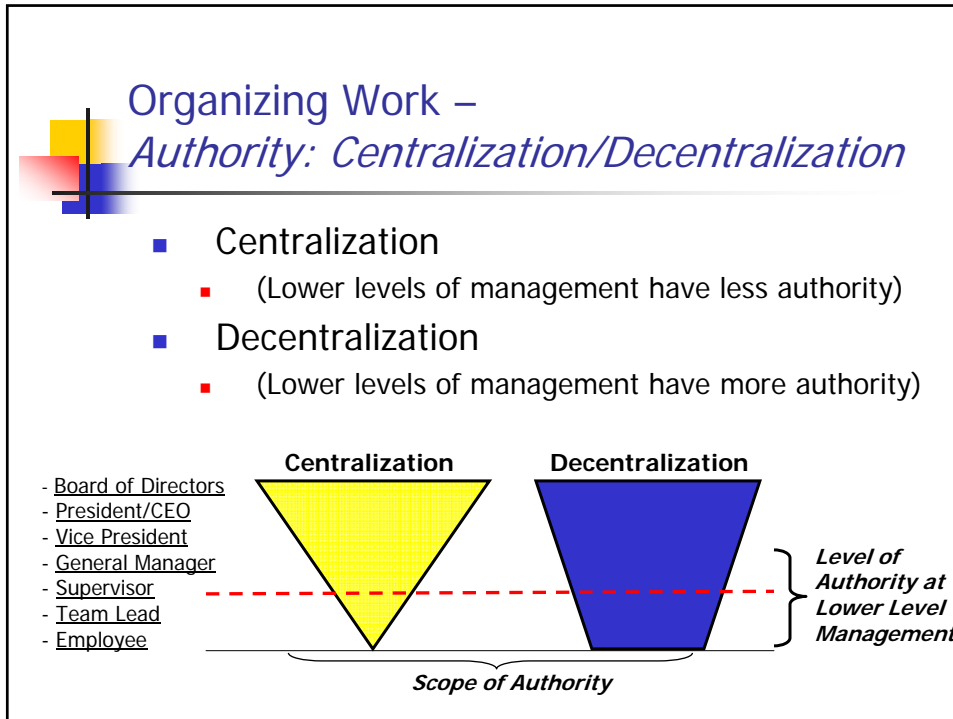 Organizing Work –
Authority: Centralization/Decentralization
Centralization
(Lower levels of management have less authority)
Decentralization
(Lower levels of management have more authority)
Centralization
Decentralization
- Board of Directors
- President/CEO
- Vice President
- General Manager
- Supervisor
- Team Lead
- Employee
Level of
Authority at
Lower Level
Management
Scope of Authority